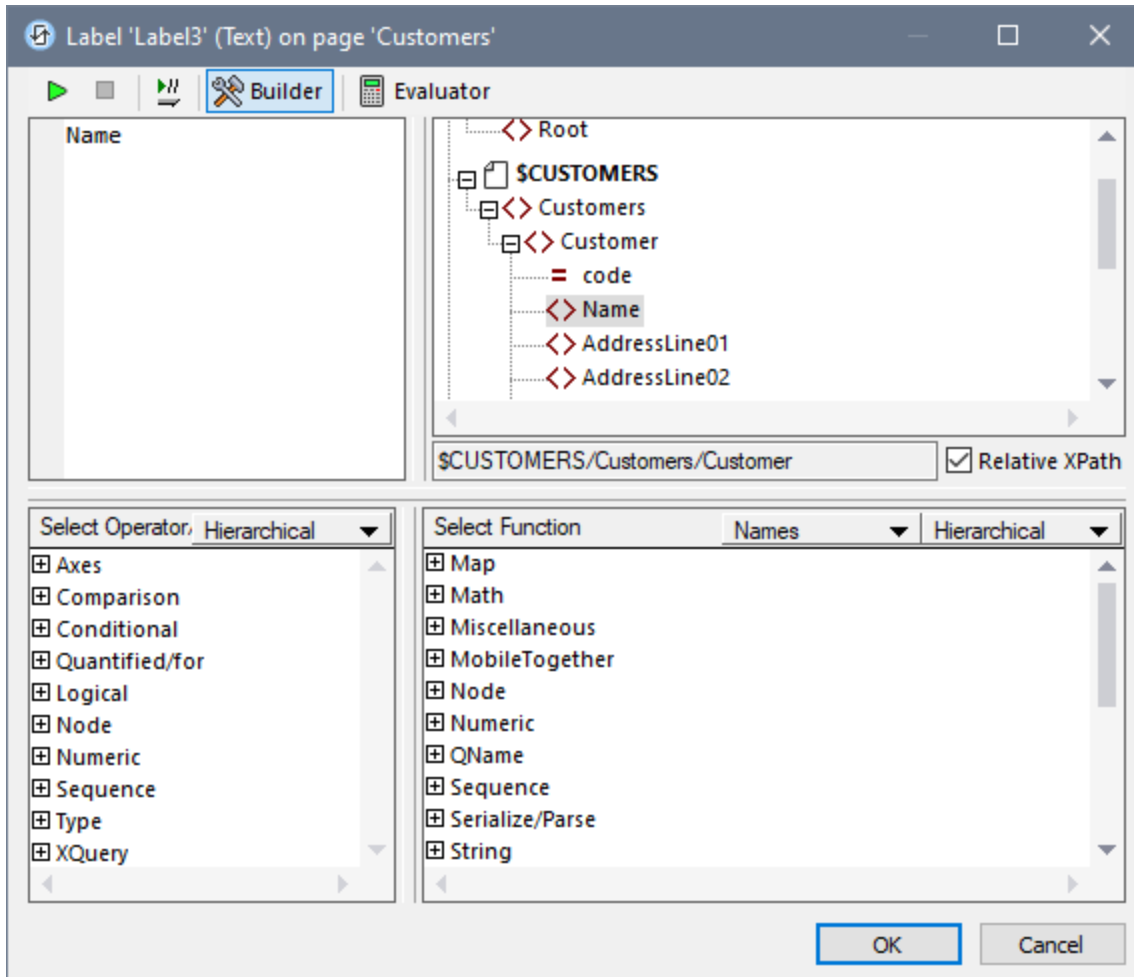 Label 'Label3' (Text) on page 'Customers'
Builder
Evaluator
Name
Root
$CUSTOMERS
Customers
Customer
code
Name
AddressLine01
AddressLine02
$CUSTOMERS/Customers/Customer
Relative XPath
Select Operator
Hierarchical
Axes
Comparison
Conditional
Quantified/for
Logical
Node
Numeric
Sequence
Type
XQuery
Select Function
Names
Hierarchical
Map
Math
Miscellaneous
MobileTogether
Node
Numeric
QName
Sequence
Serialize/Parse
String
OK
Cancel